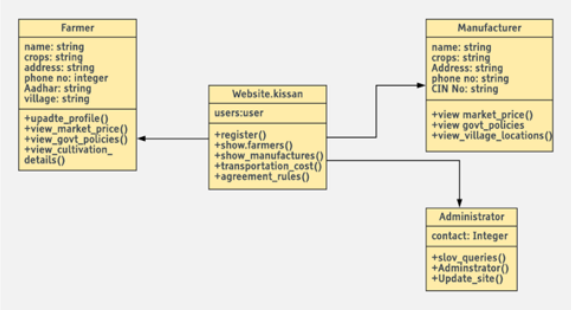 Farmer
name: string
crops: string
address: string
phone no: integer
Aadhar: string
village: string
+upadte_profile()
+view_market_price()
+view_govt_policies()
+view_cultivation_
details()
Website.kissan
users:user
+register()
+show.farmers()
+show_manufactures()
+transportation_cost()
+agreement_rules()
Manufacturer
name: string
crops: string
Address: string
phone no: string
CIN No: string
+view market_price()
+view govt_policies
+view_village_locations()
Administrator
contact: Integer
+slov_queries()
+Adminstrator()
+Update_site()